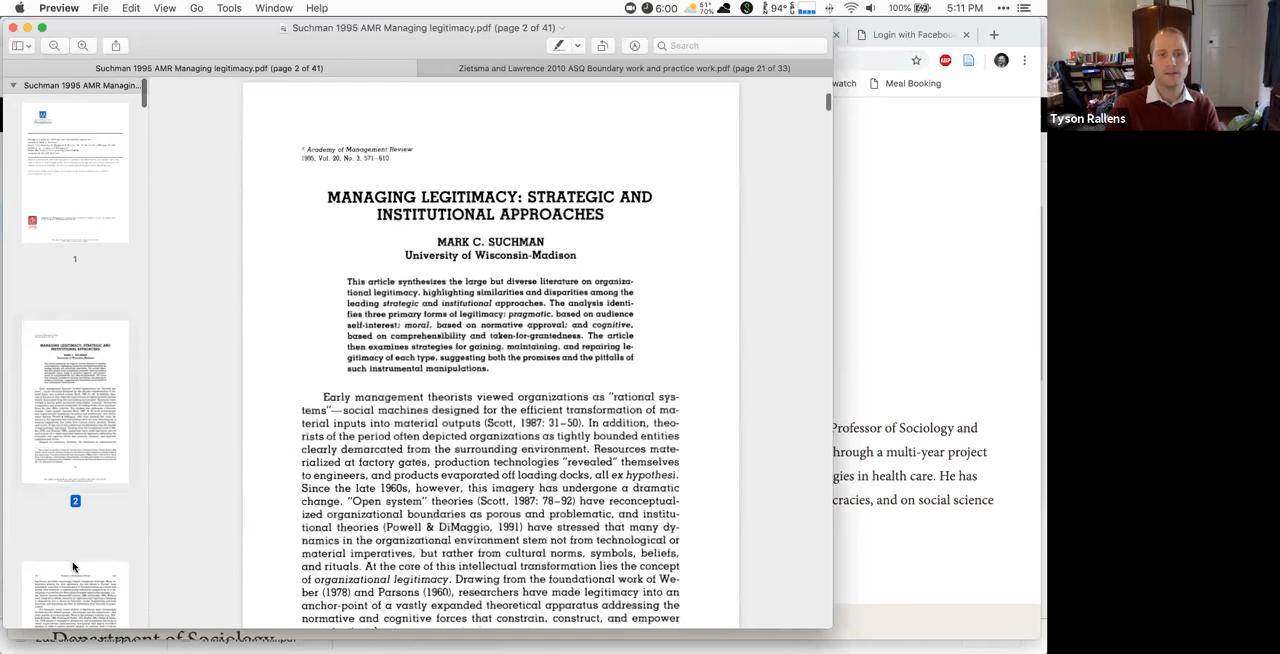 Preview File Edit View Go Tools Window Help
6:00
51°
70%
94°
100%
5:11 PM
Suchman 1995 AMR Managing legitimacy.pdf (page 2 of 41)
Search
Suchman 1995 AMR Managing legitimacy.pdf (page 2 of 41)
Zietsma and Lawrence 2010 ASQ Boundary work and practice work.pdf (page 21 of 33)
Suchman 1995 AMR Managin...
1
2
© Academy of Management Review
1995, Vol. 20, No. 3, 571-610.
MANAGING LEGITIMACY: STRATEGIC AND
INSTITUTIONAL APPROACHES
MARK C. SUCHMAN
University of Wisconsin-Madison
This article synthesizes the large but diverse literature on organiza-
tional legitimacy, highlighting similarities and disparities among the
leading strategic and institutional approaches. The analysis identi-
fies three primary forms of legitimacy: pragmatic, based on audience
self-interest; moral, based on normative approval; and cognitive,
based on comprehensibility and taken-for-grantedness. The article
then examines strategies for gaining, maintaining, and repairing le-
gitimacy of each type, suggesting both the promises and the pitfalls of
such instrumental manipulations.
Early management theorists viewed organizations as "rational sys-
tems"—social machines designed for the efficient transformation of ma-
terial inputs into material outputs (Scott, 1987: 31–50). In addition, theo-
rists of the period often depicted organizations as tightly bounded entities
clearly demarcated from the surrounding environment. Resources mate-
rialized at factory gates, production technologies "revealed" themselves
to engineers, and products evaporated off loading docks, all ex hypothesi.
Since the late 1960s, however, this imagery has undergone a dramatic
change. "Open system" theories (Scott, 1987: 78–92) have reconceptual-
ized organizational boundaries as porous and problematic, and institu-
tional theories (Powell & DiMaggio, 1991) have stressed that many dy-
namics in the organizational environment stem not from technological or
material imperatives, but rather from cultural norms, symbols, beliefs,
and rituals. At the core of this intellectual transformation lies the concept
of organizational legitimacy. Drawing from the foundational work of We-
ber (1978) and Parsons (1960), researchers have made legitimacy into an
anchor-point of a vastly expanded theoretical apparatus addressing the
normative and cognitive forces that constrain, construct, and empower
Login with Facebo
ABP
watch
Meal Booking
Professor of Sociology and
hrough a multi-year project
gies in health care. He has
cracies, and on social science
Department of Sociology
Tyson Rallens